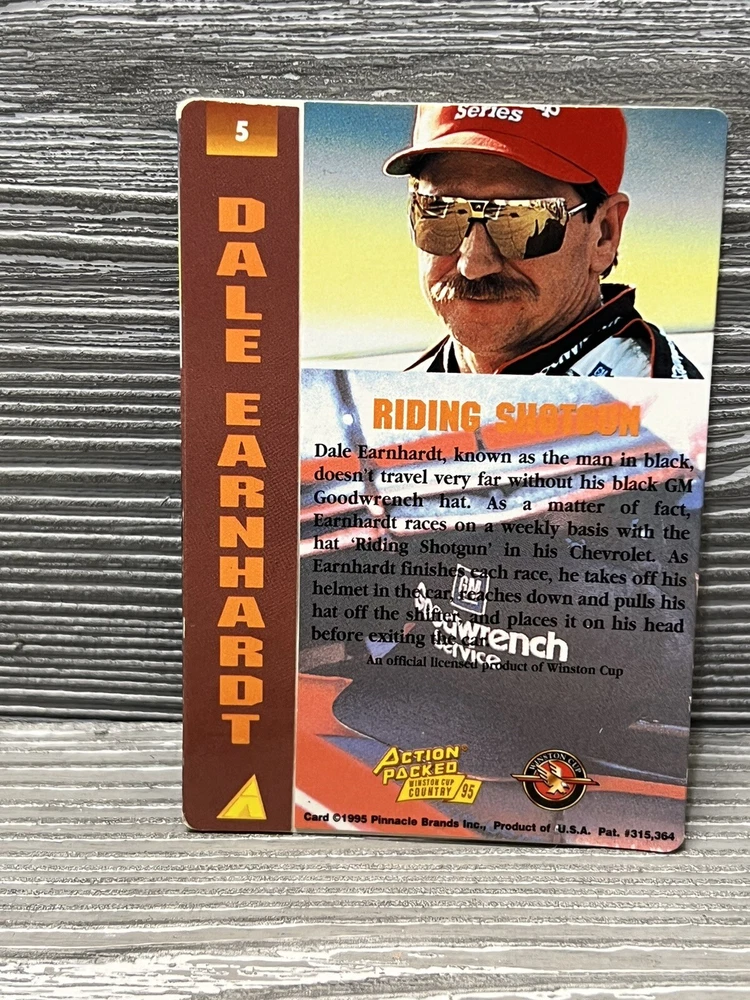 5
DALE EARNHARDT
Series
RIDING SHOTGUN
Dale Earnhardt, known as the man in black,
doesn't travel very far without his black GM
Goodwrench hat. As a matter of fact,
Earnhardt races on a weekly basis with the
hat 'Riding Shotgun' in his Chevrolet. As
Earnhardt finishes each race, he takes off his
helmet in the car, reaches down and pulls his
hat off the shifter, and places it on his head
before exiting the car.
GM
Goodwrench
Service
An official licensed product of Winston Cup
ACTION
PACKED®
WINSTON CUP
COUNTRY /95
WINSTON CUP
Card ©1995 Pinnacle Brands Inc., Product of U.S.A. Pat. #315,364